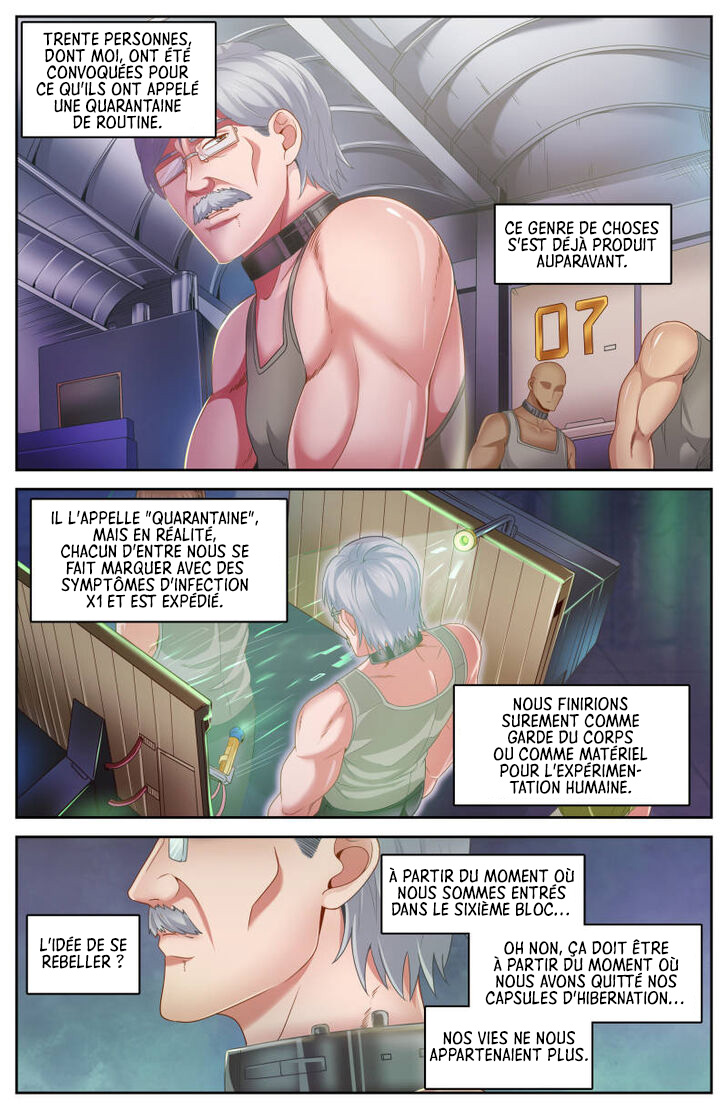 TRENTE PERSONNES,
DONT MOI, ONT ÉTÉ
CONVOQUÉES POUR
CE QU'ILS ONT APPELÉ
UNE QUARANTAINE
DE ROUTINE.
CE GENRE DE CHOSES
S'EST DÉJÀ PRODUIT
AUPARAVANT.
07
IL L'APPELLE "QUARANTAINE",
MAIS EN RÉALITÉ,
CHACUN D'ENTRE NOUS SE
FAIT MARQUER AVEC DES
SYMPTÔMES D'INFECTION
X1 ET EST EXPÉDIÉ.
NOUS FINIRIONS
SUREMENT COMME
GARDE DU CORPS
OU COMME MATÉRIEL
POUR L'EXPÉRIMEN-
TATION HUMAINE.
L'IDÉE DE SE
REBELLER ?
À PARTIR DU MOMENT OÙ
NOUS SOMMES ENTRÉS
DANS LE SIXIÈME BLOC...
OH NON, ÇA DOIT ÊTRE
À PARTIR DU MOMENT OÙ
NOUS AVONS QUITTÉ NOS
CAPSULES D'HIBERNATION...
NOS VIES NE NOUS
APPARTENAIENT PLUS.